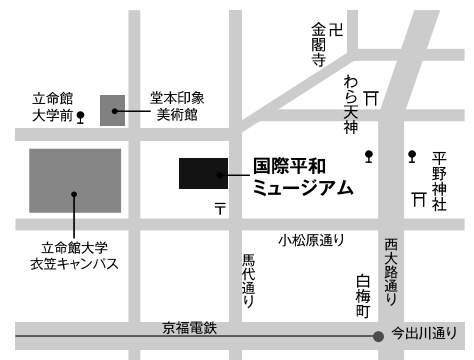 卍
金閣寺
立命館
大学前
堂本印象
美術館
わら天神
国際平和
ミュージアム
平野神社
〒
立命館大学
衣笠キャンパス
小松原通り
馬代通り
西大路通り
白梅町
京福電鉄
今出川通り